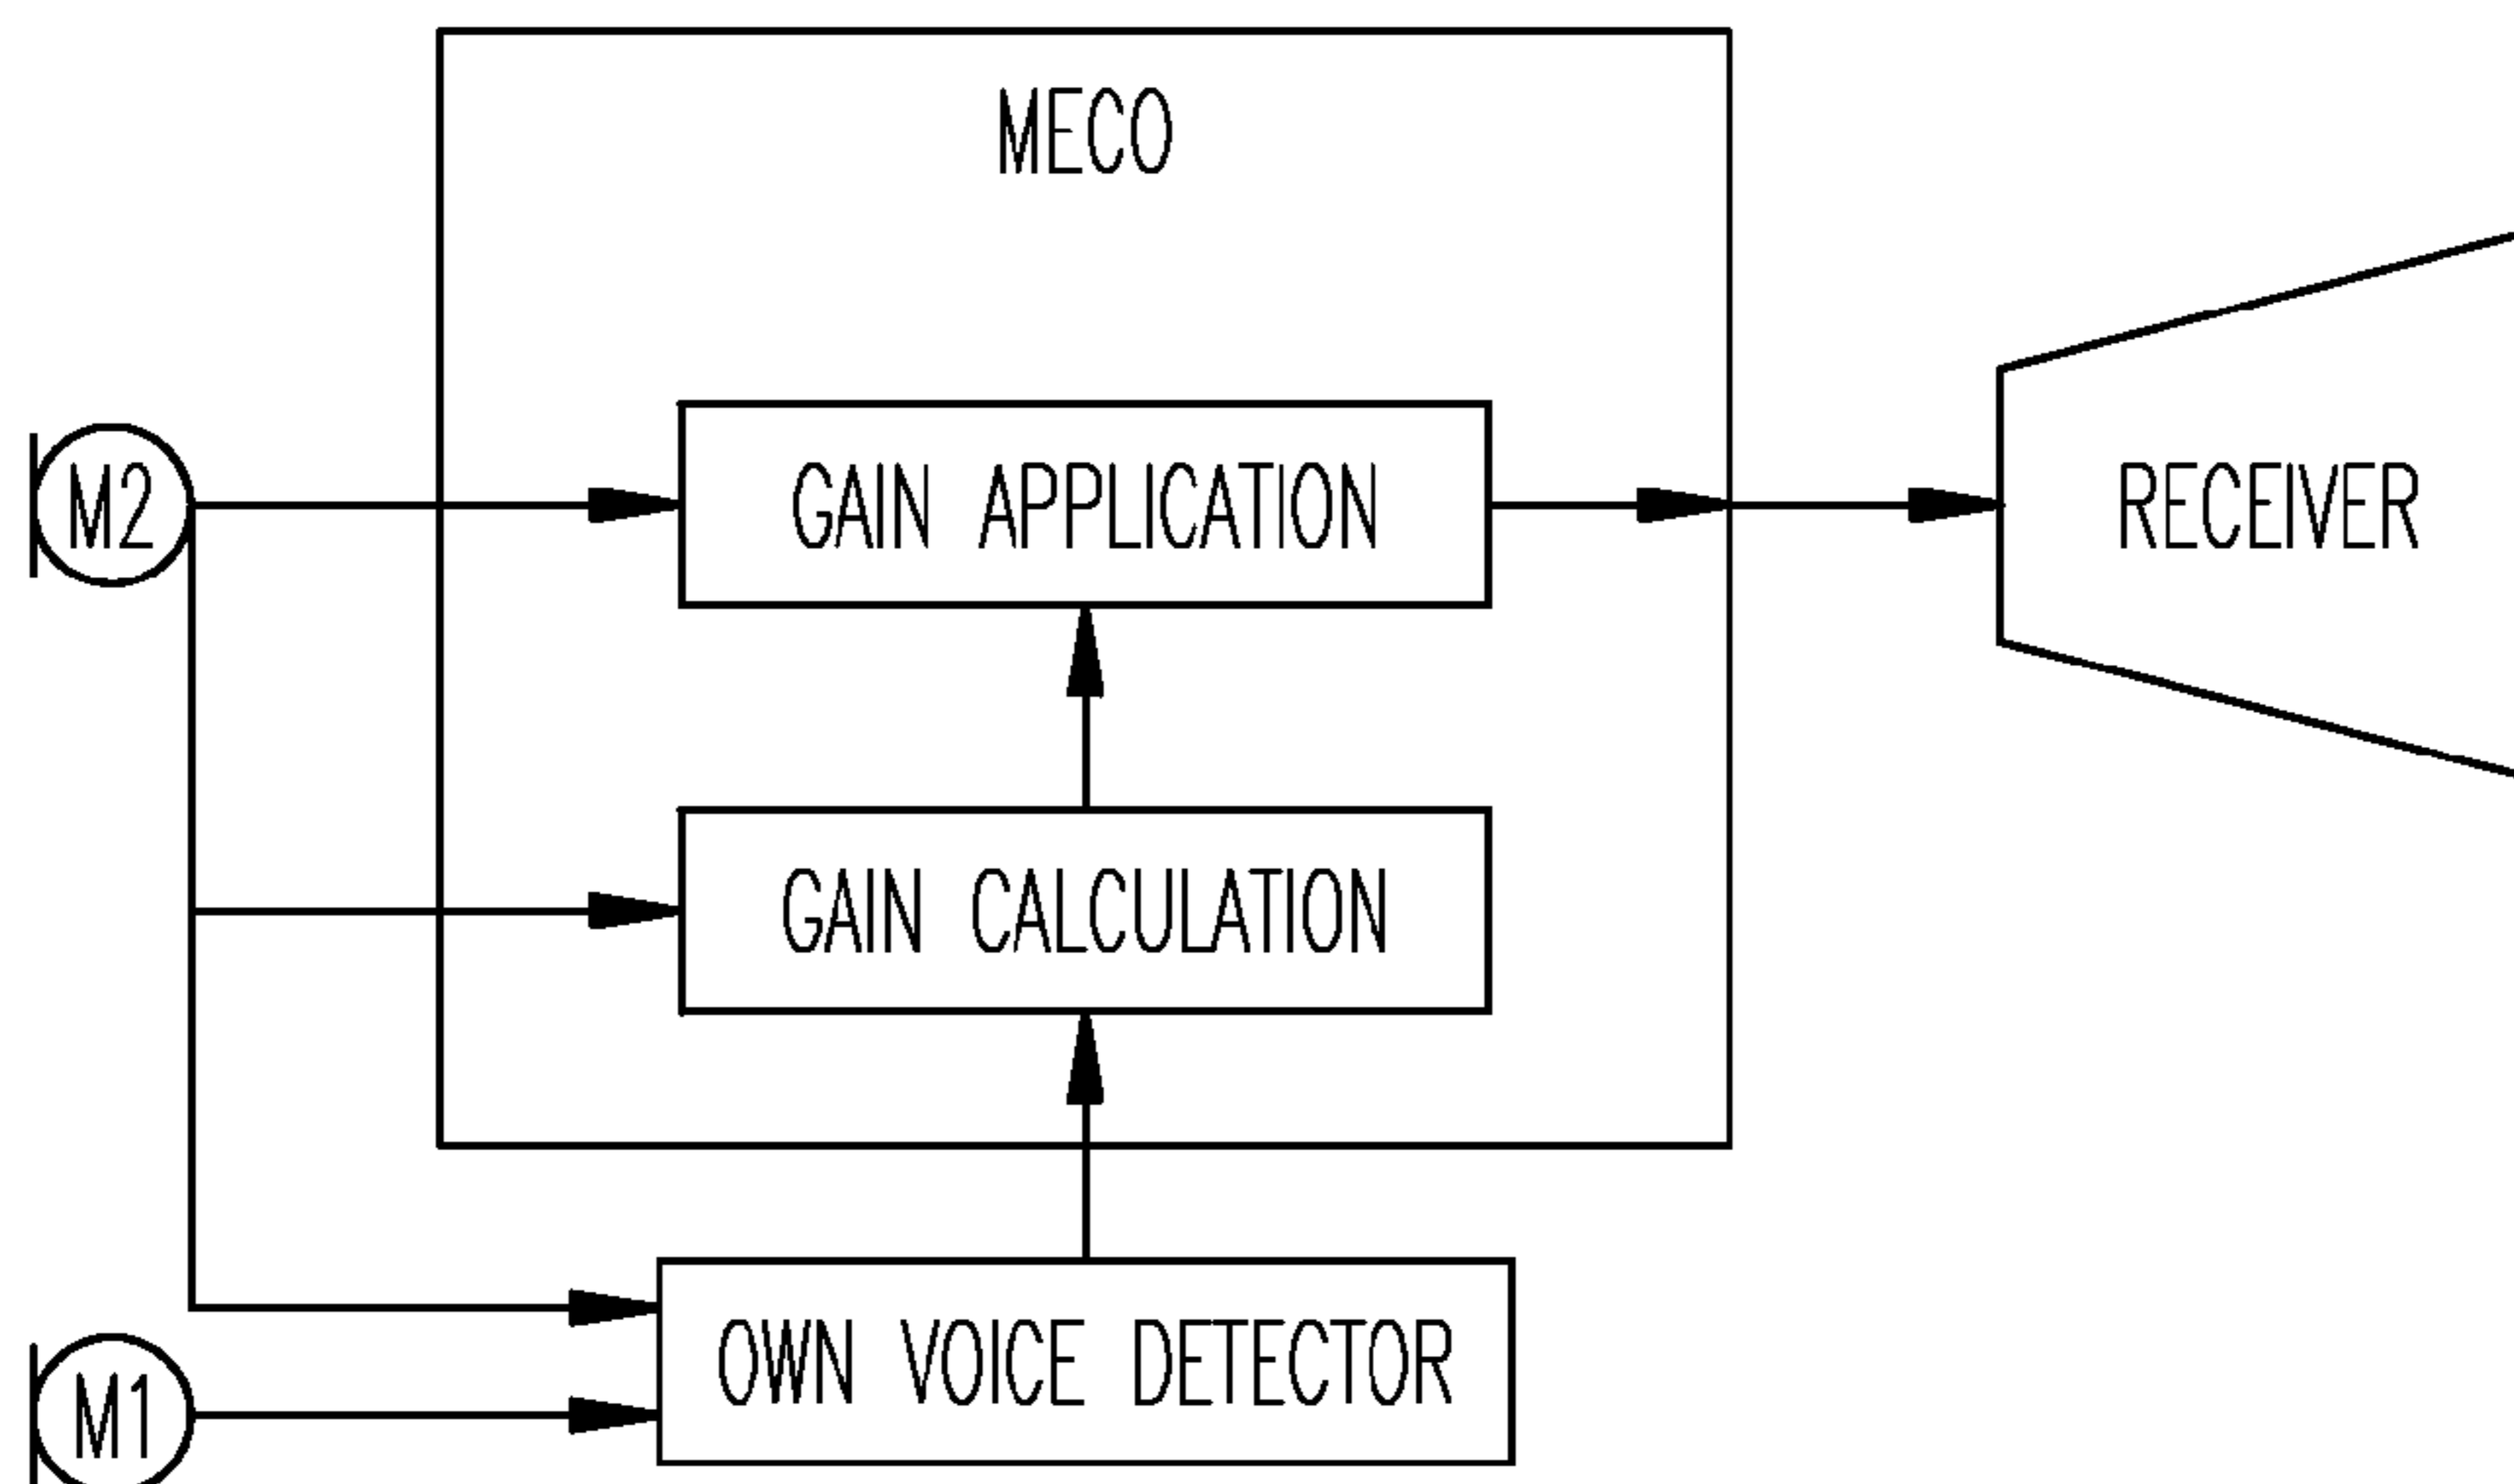 MECO
M2
GAIN APPLICATION
RECEIVER
GAIN CALCULATION
OWN VOICE DETECTOR
M1